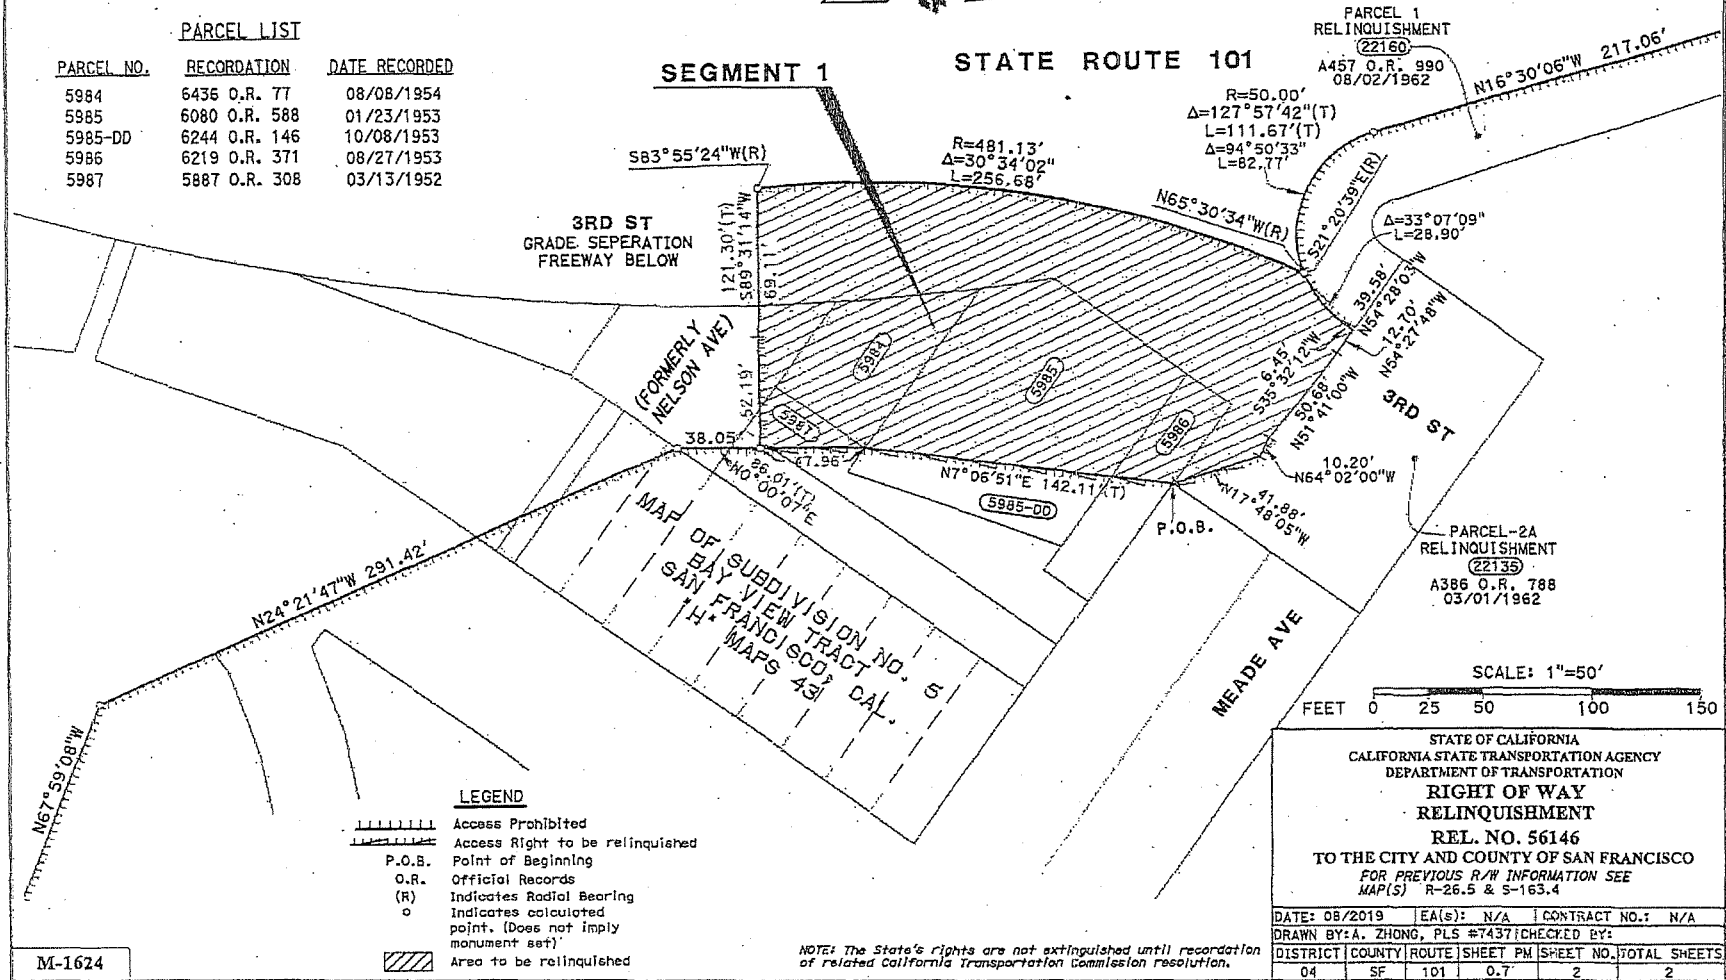 PARCEL LIST
PARCEL NO. RECORDATION DATE RECORDED
5984 6436 O.R. 77 08/08/1954
5985 6080 O.R. 588 01/23/1953
5985-DD 6244 O.R. 146 10/08/1953
5986 6219 O.R. 371 08/27/1953
5987 5887 O.R. 308 03/13/1952
SEGMENT 1
STATE ROUTE 101
PARCEL 1
RELINQUISHMENT
22160
A457 O.R. 990
08/02/1962
N16°30'06"W 217.06'
R=50.00'
Δ=127°57'42"(T)
L=111.67'(T)
Δ=94°50'33"
L=82.77'
S83°55'24"W(R)
R=481.13'
Δ=30°34'02"
L=256.68'
N65°30'34"W(R)
S21°20'39"E(R)
Δ=33°07'09"
L=28.90'
3RD ST
GRADE SEPERATION
FREEWAY BELOW
121.30'(T)
S89°31'14"W
69.11'
52.19'
(FORMERLY
NELSON AVE)
39.58'
N54°28'03"W
12.70'
N54°27'48"W
6.45'
S35°32'12"W
50.68'
N51°41'00"W
3RD ST
5984
5985
5986
5987
38.05'
86.01'(T)
N0°00'07"E
47.96'
N7°06'51"E 142.11'(T)
5985-DD
10.20'
N64°02'00"W
41.88'
N17°48'05"W
P.O.B.
PARCEL-2A
RELINQUISHMENT
22135
A386 O.R. 788
03/01/1962
N24°21'47"W 291.42'
N67°59'08"W
MAP OF SUBDIVISION NO. 5
BAY VIEW TRACT
SAN FRANCISCO, CAL.
"H" MAPS 43
MEADE AVE
SCALE: 1"=50'
FEET 0 25 50 100 150
LEGEND
Access Prohibited
Access Right to be relinquished
P.O.B. Point of Beginning
O.R. Official Records
(R) Indicates Radial Bearing
o Indicates calculated
point. (Does not imply
monument set)
Area to be relinquished
M-1624
NOTE: The State's rights are not extinguished until recordation
of related California Transportation Commission resolution.
STATE OF CALIFORNIA
CALIFORNIA STATE TRANSPORTATION AGENCY
DEPARTMENT OF TRANSPORTATION
RIGHT OF WAY
RELINQUISHMENT
REL. NO. 56146
TO THE CITY AND COUNTY OF SAN FRANCISCO
FOR PREVIOUS R/W INFORMATION SEE
MAP(S) R-26.5 & S-163.4
DATE: 08/2019 EA(s): N/A CONTRACT NO.: N/A
DRAWN BY: A. ZHONG, PLS #7437 CHECKED BY:
DISTRICT COUNTY ROUTE SHEET PM SHEET NO. TOTAL SHEETS
04 SF 101 0.7 2 2